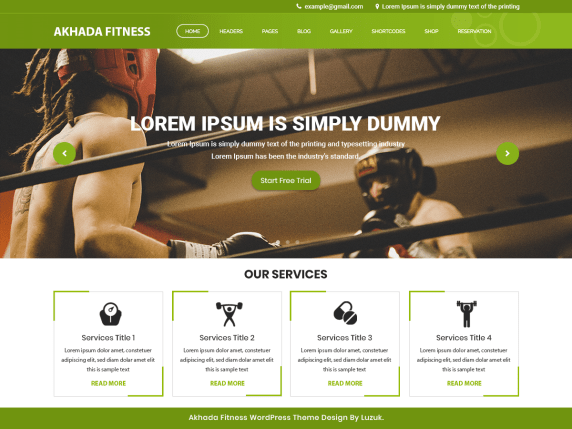 example@gmail.com
Lorem Ipsum is simply dummy text of the printing
AKHADA FITNESS
HOME
HEADERS
PAGES
BLOG
GALLERY
SHORTCODES
SHOP
RESERVATION
LOREM IPSUM IS SIMPLY DUMMY
Lorem Ipsum is simply dummy text of the printing and typesetting industry
Lorem Ipsum has been the industry's standard.
Start Free Trial
OUR SERVICES
Services Title 1
Lorem ipsum dolor amet, constetuer
adipiscing elit, sed diam dolor amet elit
this is sample text
READ MORE
Services Title 2
Lorem ipsum dolor amet, constetuer
adipiscing elit, sed diam dolor amet elit
this is sample text
READ MORE
Services Title 3
Lorem ipsum dolor amet, constetuer
adipiscing elit, sed diam dolor amet elit
this is sample text
READ MORE
Services Title 4
Lorem ipsum dolor amet, constetuer
adipiscing elit, sed diam dolor amet elit
this is sample text
READ MORE
Akhada Fitness WordPress Theme Design By Luzuk.